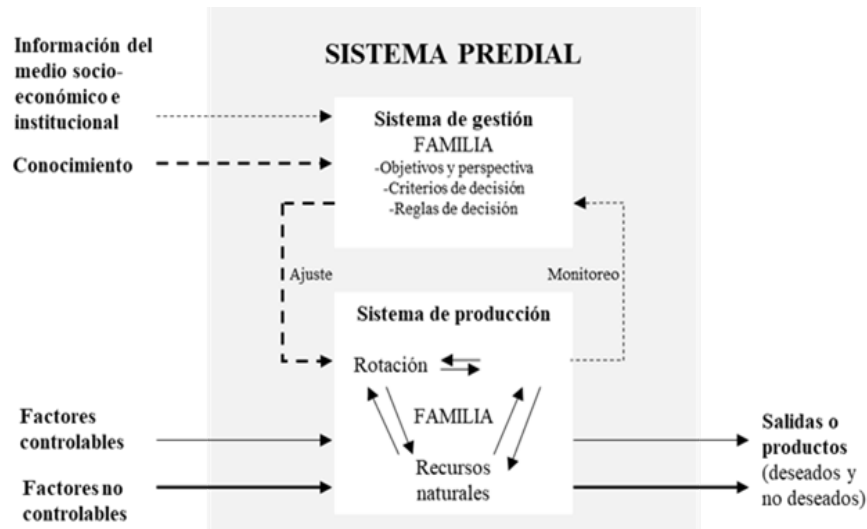 Información del
medio socio-
económico e
institucional
Conocimiento
SISTEMA PREDIAL
Sistema de gestión
FAMILIA
-Objetivos y perspectiva
-Criterios de decisión
-Reglas de decisión
Ajuste
Monitoreo
Sistema de producción
Rotación
FAMILIA
Recursos
naturales
Factores
controlables
Factores no
controlables
Salidas o
productos
(deseados y
no deseados)